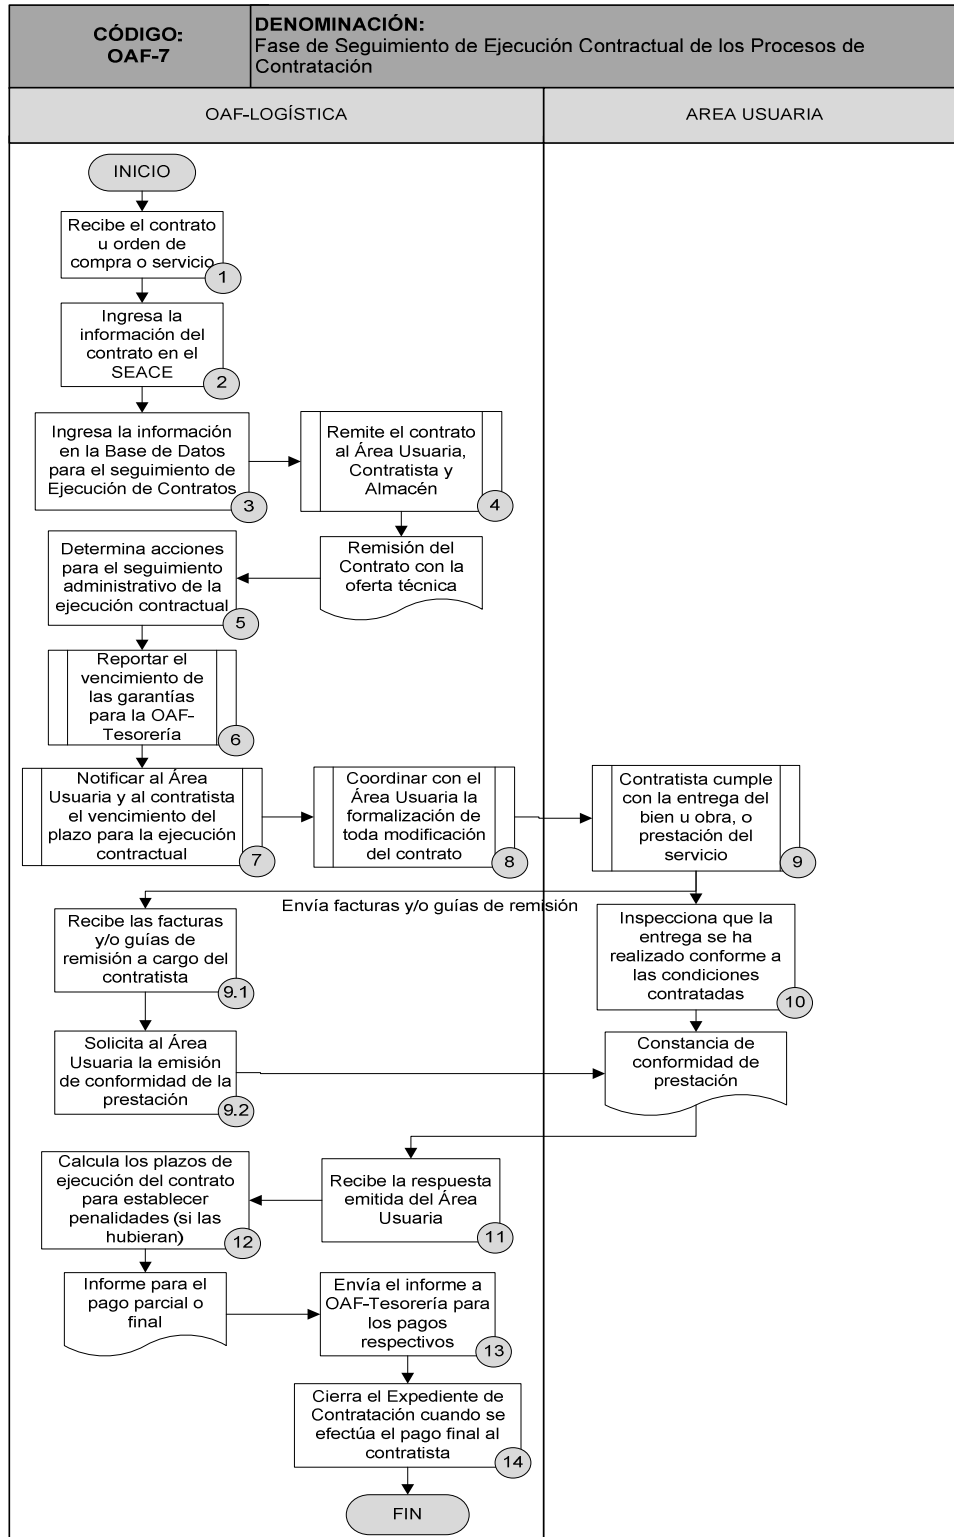 CÓDIGO:
OAF-7
DENOMINACIÓN:
Fase de Seguimiento de Ejecución Contractual de los Procesos de
Contratación
OAF-LOGÍSTICA
AREA USUARIA
INICIO
Recibe el contrato
u orden de
compra o servicio
1
Ingresa la
información del
contrato en el
SEACE
2
Ingresa la información
en la Base de Datos
para el seguimiento de
Ejecución de Contratos
3
Remite el contrato
al Área Usuaria,
Contratista y
Almacén
4
Remisión del
Contrato con la
oferta técnica
Determina acciones
para el seguimiento
administrativo de la
ejecución contractual
5
Reportar el
vencimiento de
las garantías
para la OAF-
Tesorería
6
Notificar al Área
Usuaria y al contratista
el vencimiento del
plazo para la ejecución
contractual
7
Coordinar con el
Área Usuaria la
formalización de
toda modificación
del contrato
8
Contratista cumple
con la entrega del
bien u obra, o
prestación del
servicio
9
Envía facturas y/o guías de remisión
Recibe las facturas
y/o guías de
remisión a cargo del
contratista
9.1
Inspecciona que la
entrega se ha
realizado conforme a
las condiciones
contratadas
10
Solicita al Área
Usuaria la emisión
de conformidad de la
prestación
9.2
Constancia de
conformidad de
prestación
Recibe la respuesta
emitida del Área
Usuaria
11
Calcula los plazos de
ejecución del contrato
para establecer
penalidades (si las
hubieran)
12
Informe para el
pago parcial o
final
Envía el informe a
OAF-Tesorería para
los pagos
respectivos
13
Cierra el Expediente de
Contratación cuando se
efectúa el pago final al
contratista
14
FIN